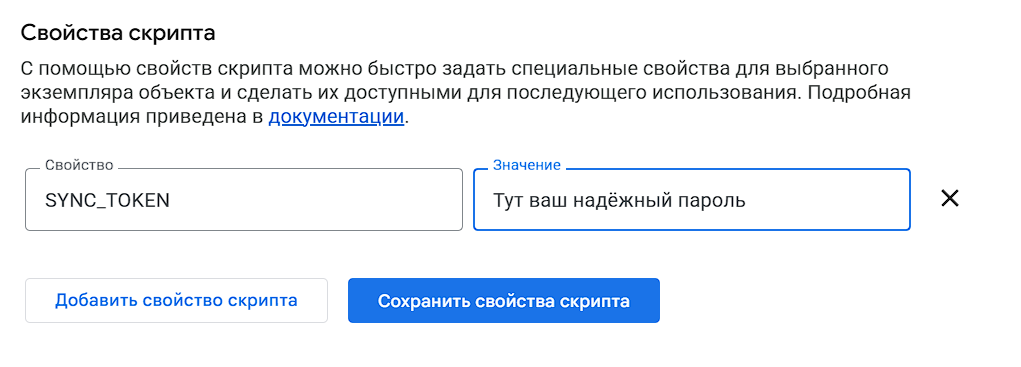 Свойства скрипта
С помощью свойств скрипта можно быстро задать специальные свойства для выбранного
экземпляра объекта и сделать их доступными для последующего использования. Подробная
информация приведена в документации.
Свойство
SYNC_TOKEN
Значение
Тут ваш надёжный пароль
Добавить свойство скрипта
Сохранить свойства скрипта